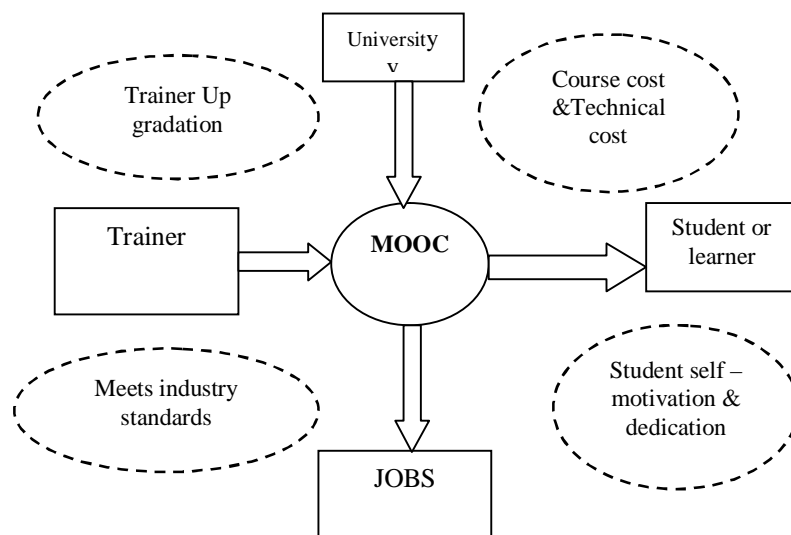 University
y
Trainer Up
gradation
Course cost
&Technical
cost
Trainer
MOOC
Student or
learner
Meets industry
standards
Student self –
motivation &
dedication
JOBS